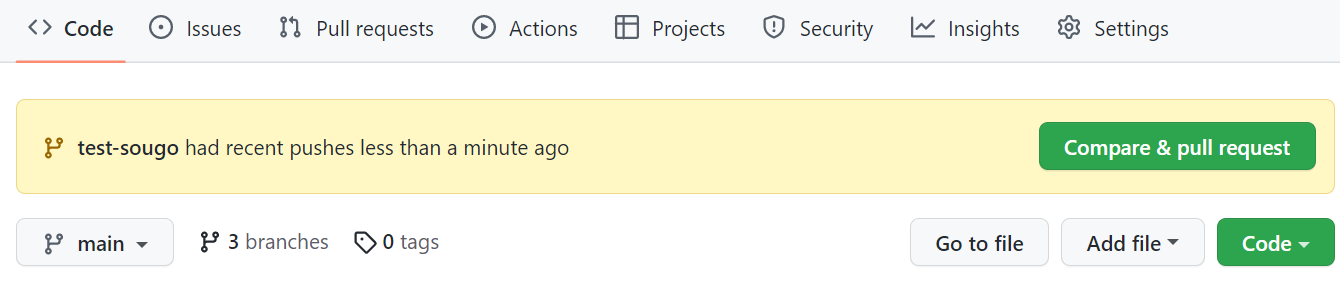 Code Issues Pull requests Actions Projects Security Insights Settings
test-sougo had recent pushes less than a minute ago Compare & pull request
main 3 branches 0 tags Go to file Add file Code